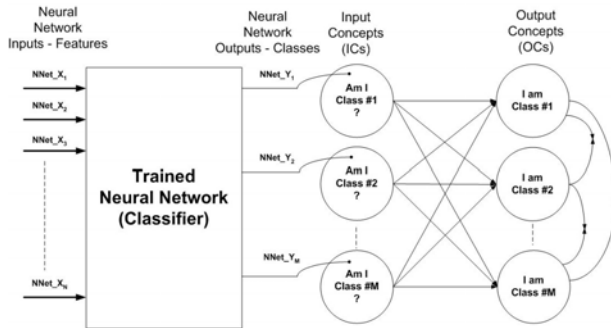 Neural
Network
Inputs - Features
Neural
Network
Outputs - Classes
Input
Concepts
(ICs)
Output
Concepts
(OCs)
NNet_X1
NNet_X2
NNet_X3
NNet_XN
Trained
Neural Network
(Classifier)
NNet_Y1
NNet_Y2
NNet_YM
Am I
Class #1
?
Am I
Class #2
?
Am I
Class #M
?
I am
Class #1
I am
Class #2
I am
Class #M